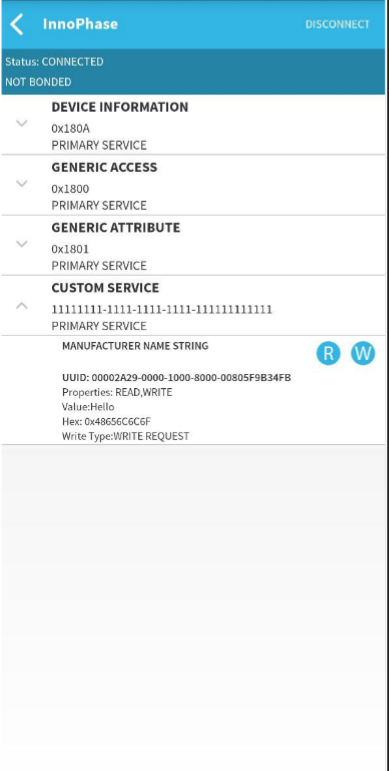 InnoPhase DISCONNECT
Status: CONNECTED
NOT BONDED
DEVICE INFORMATION
0x180A
PRIMARY SERVICE
GENERIC ACCESS
0x1800
PRIMARY SERVICE
GENERIC ATTRIBUTE
0x1801
PRIMARY SERVICE
CUSTOM SERVICE
11111111-1111-1111-1111-111111111111
PRIMARY SERVICE
MANUFACTURER NAME STRING R W
UUID: 00002A29-0000-1000-8000-00805F9B34FB
Properties: READ,WRITE
Value:Hello
Hex: 0x48656C6C6F
Write Type:WRITE REQUEST